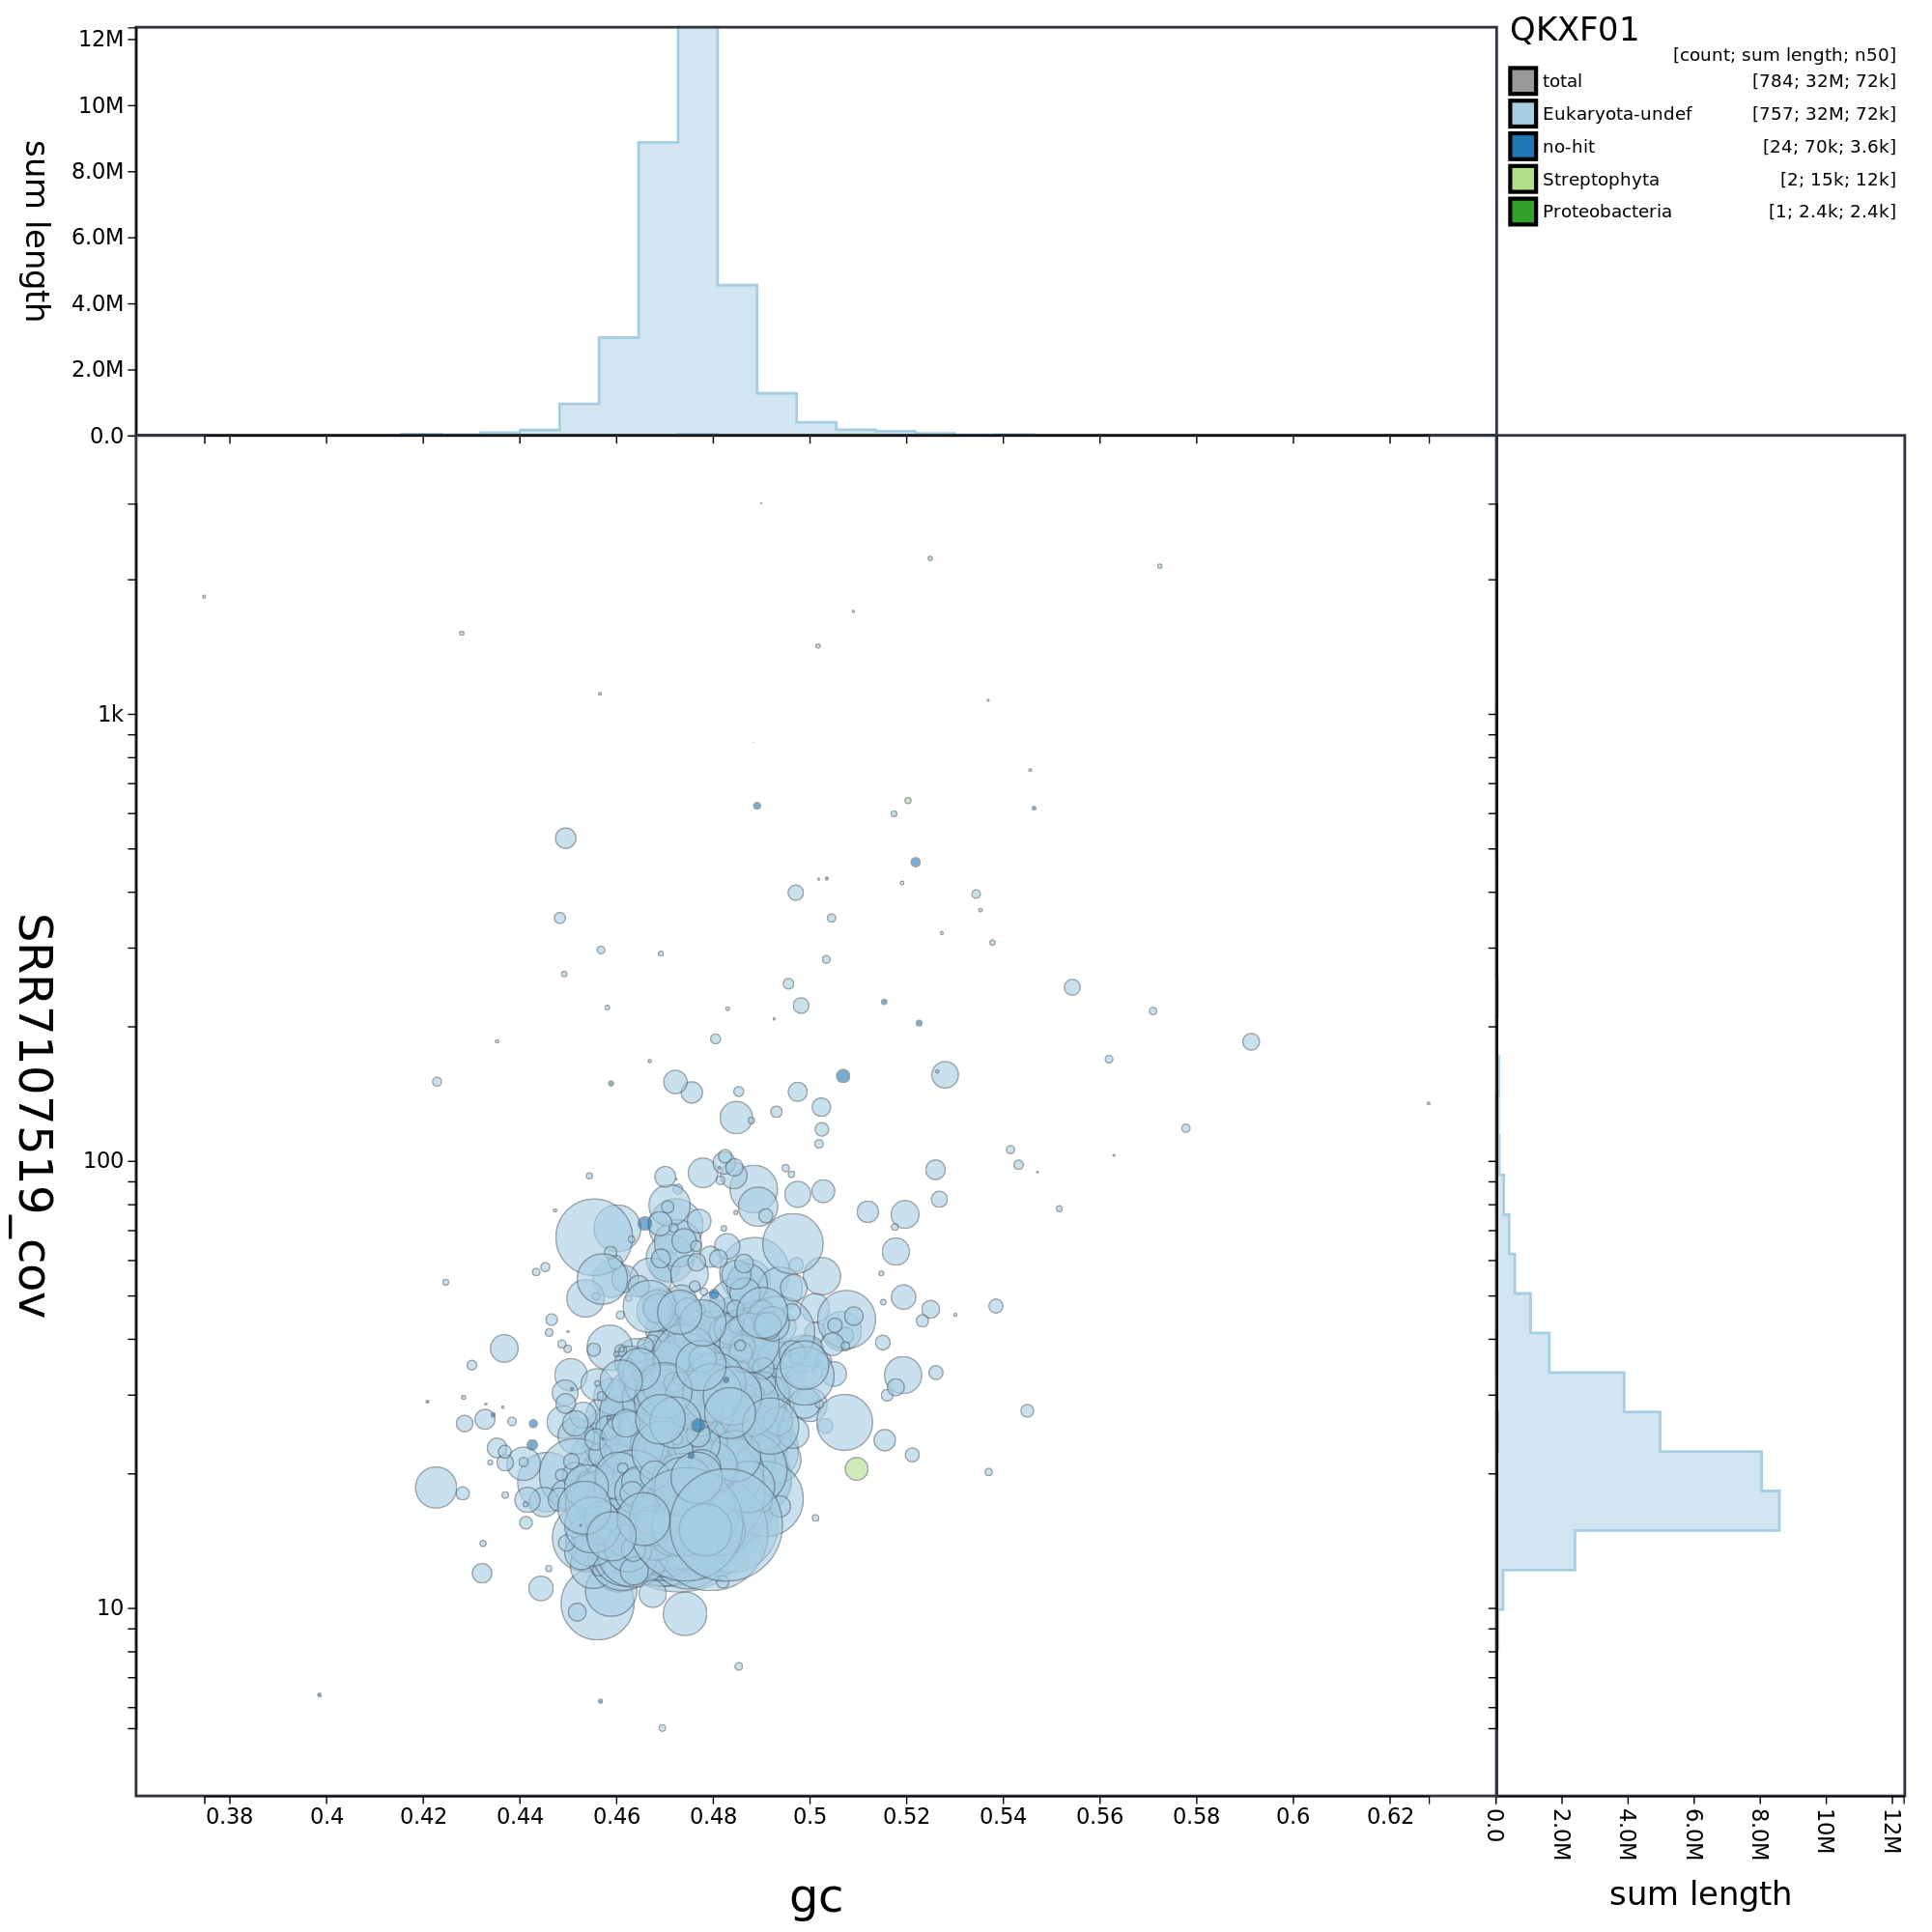 QKXF01
[count; sum length; n50]
total [784; 32M; 72k]
Eukaryota-undef [757; 32M; 72k]
no-hit [24; 70k; 3.6k]
Streptophyta [2; 15k; 12k]
Proteobacteria [1; 2.4k; 2.4k]
sum length
12M
10M
8.0M
6.0M
4.0M
2.0M
0.0
SRR7107519_cov
1k
100
10
0.38 0.4 0.42 0.44 0.46 0.48 0.5 0.52 0.54 0.56 0.58 0.6 0.62
gc
0.0 2.0M 4.0M 6.0M 8.0M 10M 12M
sum length